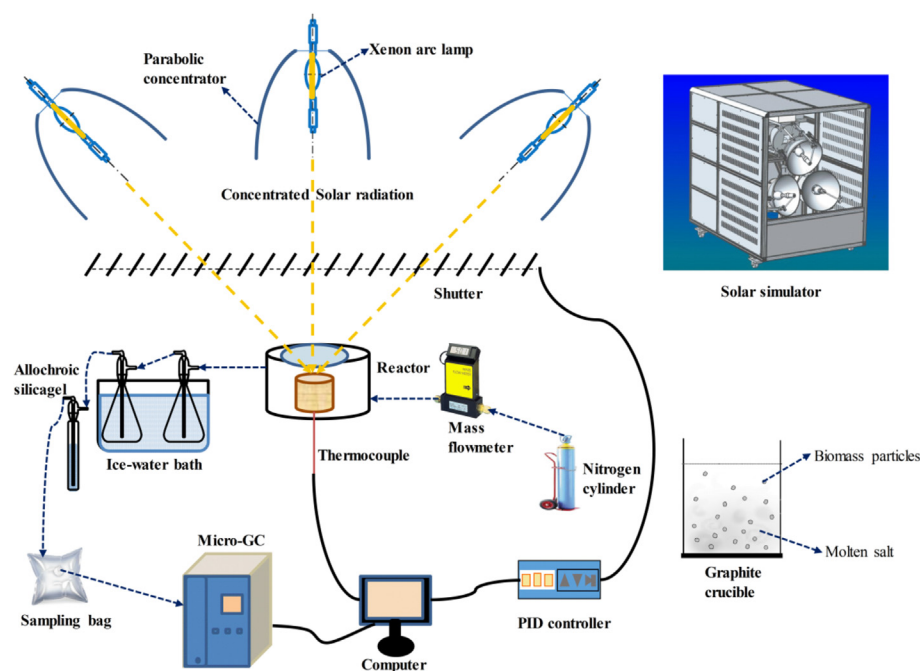 Xenon arc lamp
Parabolic
concentrator
Concentrated Solar radiation
Shutter
Solar simulator
Allochroic
silicagel
Reactor
Mass
flowmeter
Ice-water bath
Thermocouple
Nitrogen
cylinder
Biomass particles
Molten salt
Graphite
crucible
Micro-GC
Sampling bag
PID controller
Computer